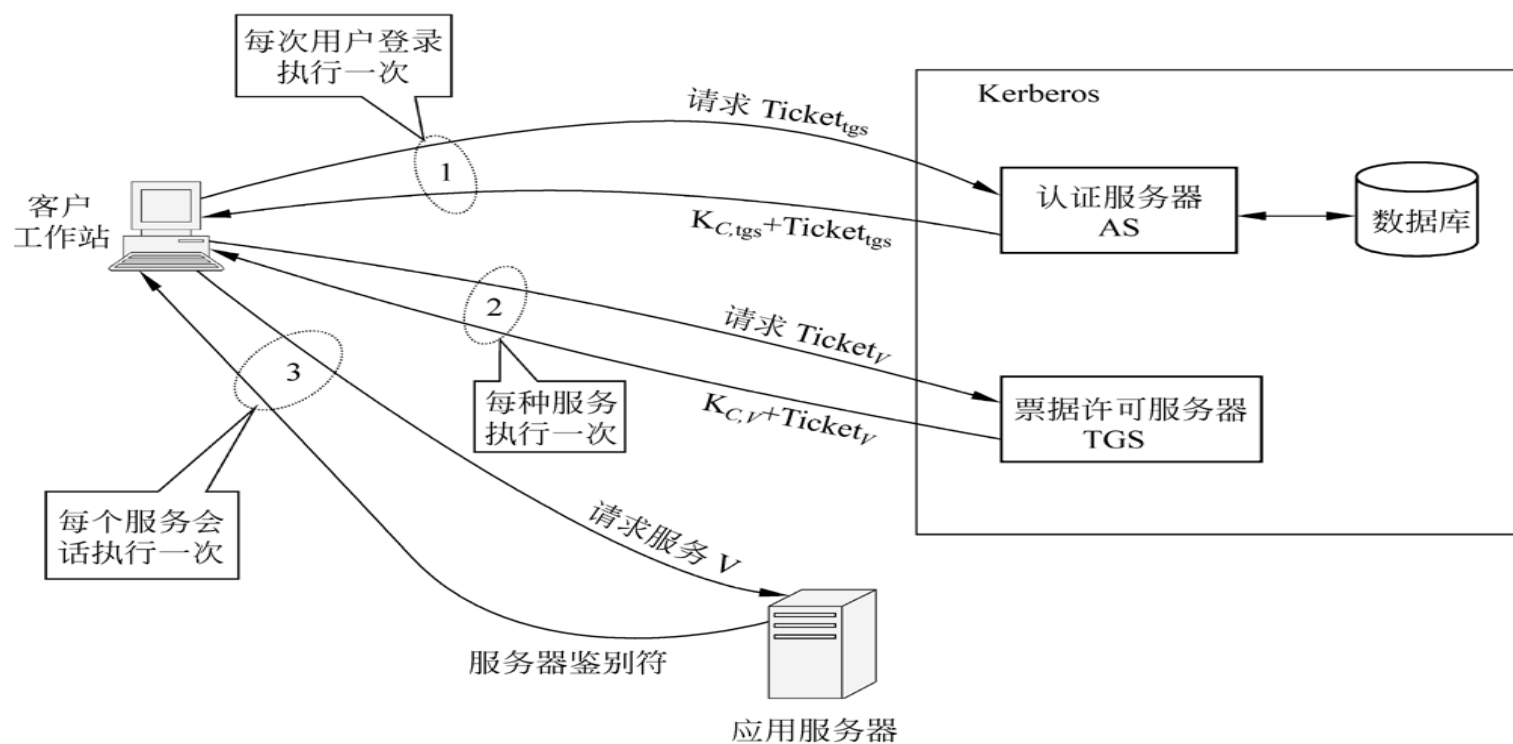 每次用户登录
执行一次
请求 Ticket_tgs
Kerberos
1
客户
工作站
K_C,tgs+Ticket_tgs
认证服务器
AS
数据库
2
请求 Ticket_V
3
每种服务
执行一次
K_C,V+Ticket_V
票据许可服务器
TGS
每个服务会
话执行一次
请求服务 V
服务器鉴别符
应用服务器